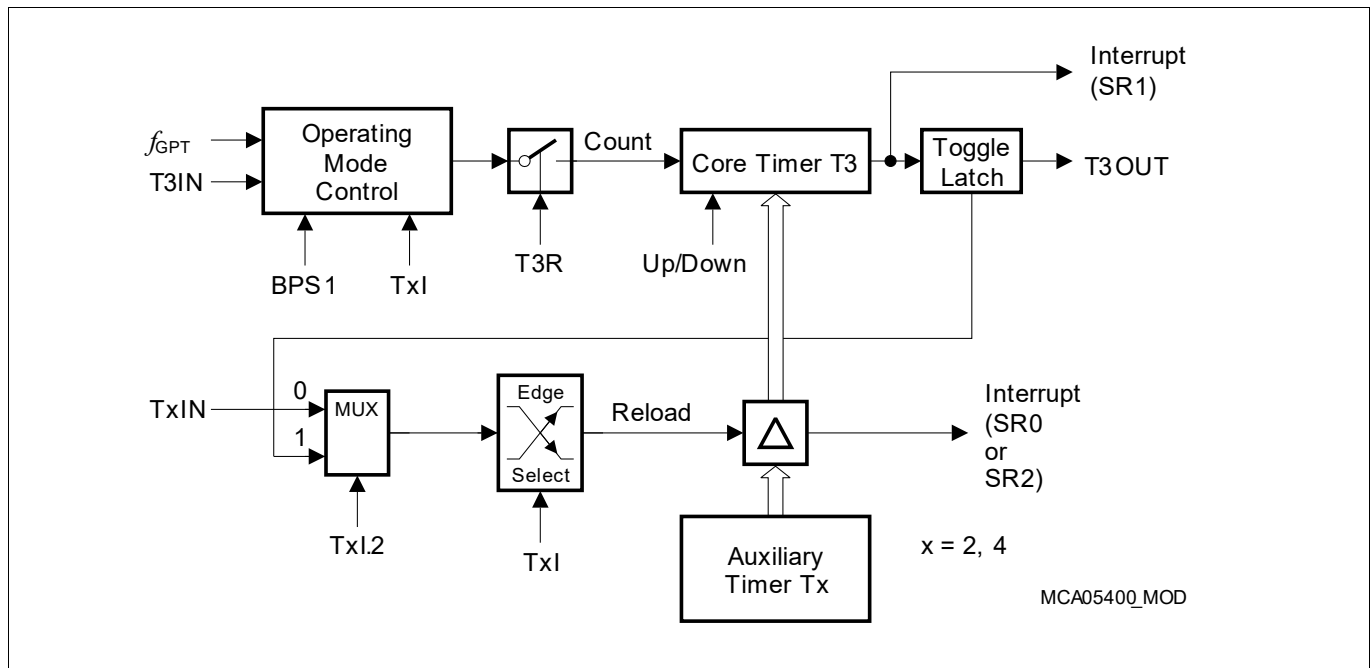 Interrupt
(SR1)
fGPT
T3IN
Operating
Mode
Control
Count
Core Timer T3
Toggle
Latch
T3OUT
BPS1
TxI
T3R
Up/Down
TxIN
0
1
MUX
Edge
Select
Reload
Interrupt
(SR0
or
SR2)
TxI.2
TxI
Auxiliary
Timer Tx
x = 2, 4
MCA05400_MOD